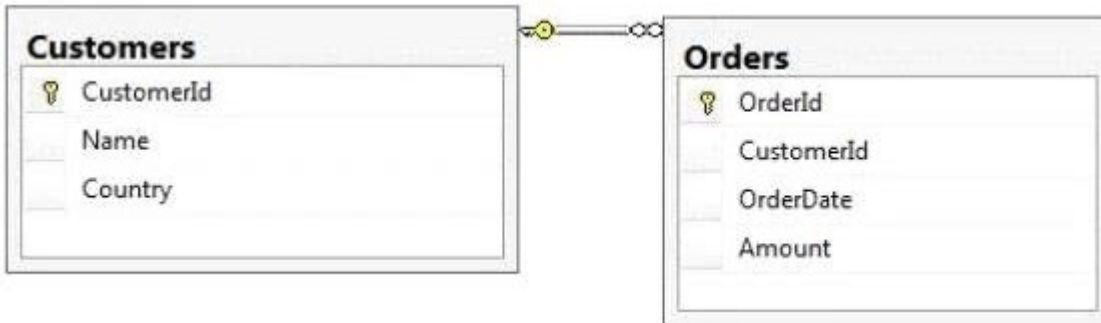 Customers
CustomerId
Name
Country
Orders
OrderId
CustomerId
OrderDate
Amount